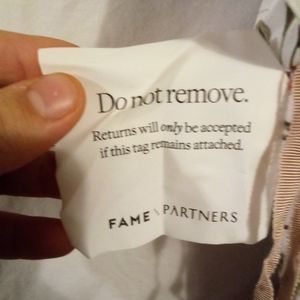 Do not remove.
Returns will only be accepted
if this tag remains attached.
FAME \ PARTNERS